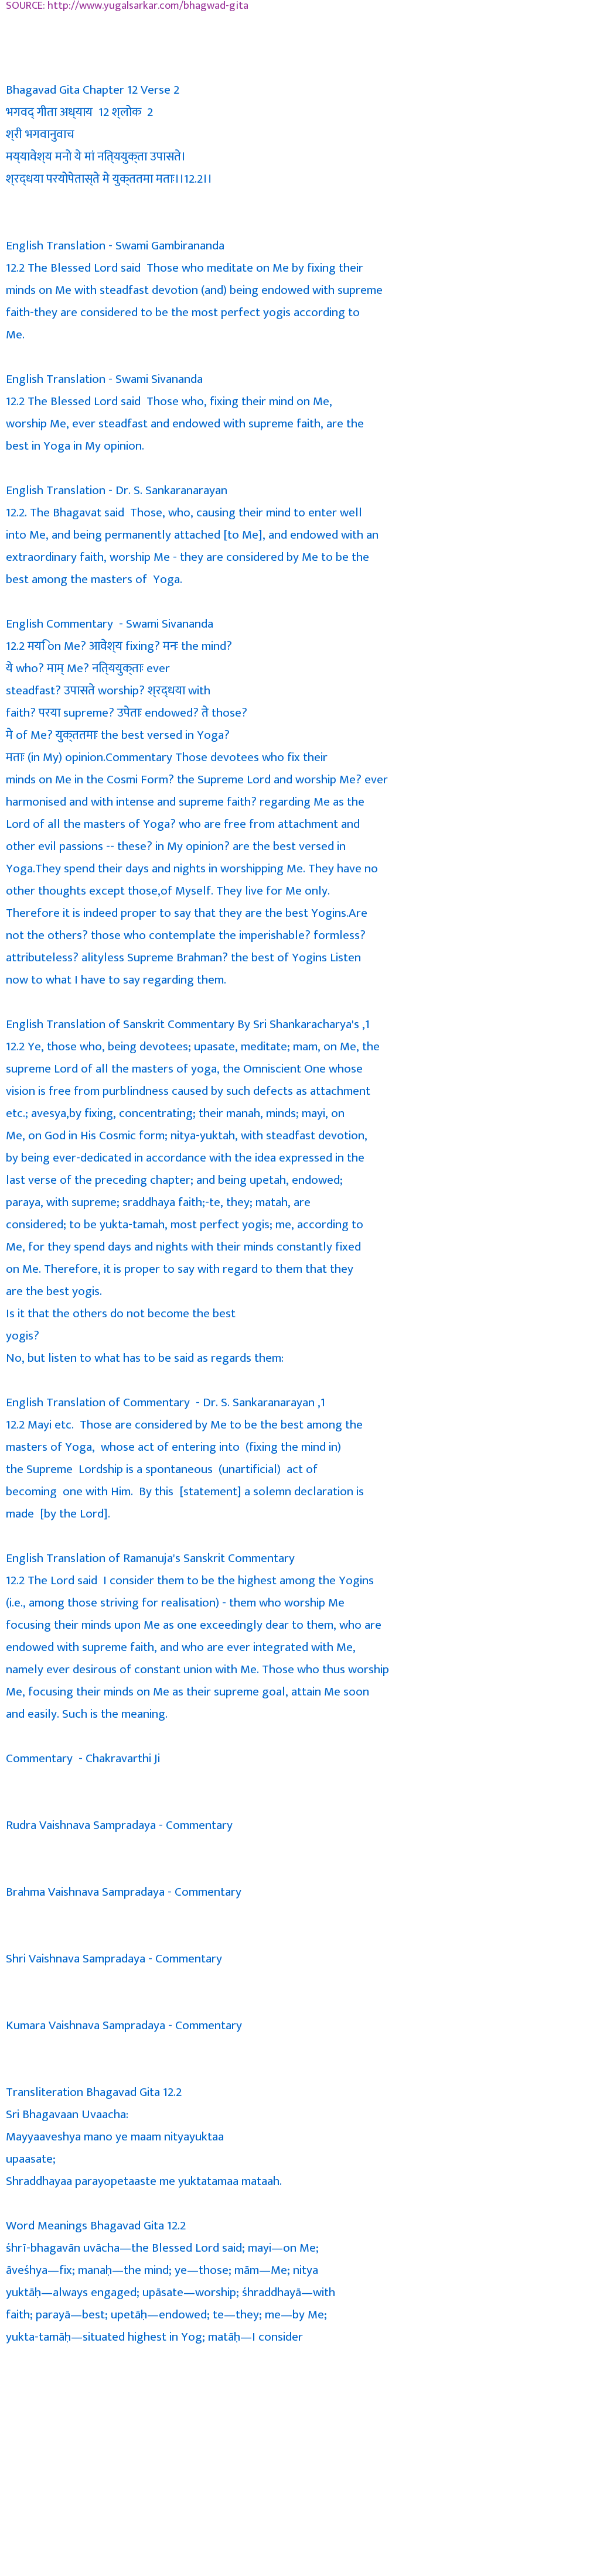 SOURCE: http://www.yugalsarkar.com/bhagwad-gita
Bhagavad Gita Chapter 12 Verse 2
भगवद् गीता अध्याय 12 श्लोक 2
श्री भगवानुवाच
मय्यावेश्य मनो ये मां नित्ययुक्ता उपासते।
श्रद्धया परयोपेतास्ते मे युक्ततमा मताः।।12.2।।
English Translation - Swami Gambirananda
12.2 The Blessed Lord said Those who meditate on Me by fixing their
minds on Me with steadfast devotion (and) being endowed with supreme
faith-they are considered to be the most perfect yogis according to
Me.
English Translation - Swami Sivananda
12.2 The Blessed Lord said Those who, fixing their mind on Me,
worship Me, ever steadfast and endowed with supreme faith, are the
best in Yoga in My opinion.
English Translation - Dr. S. Sankaranarayan
12.2. The Bhagavat said Those, who, causing their mind to enter well
into Me, and being permanently attached [to Me], and endowed with an
extraordinary faith, worship Me - they are considered by Me to be the
best among the masters of Yoga.
English Commentary - Swami Sivananda
12.2 मयि on Me? आवेश्य fixing? मनः the mind?
ये who? माम् Me? नित्ययुक्ताः ever
steadfast? उपासते worship? श्रद्धया with
faith? परया supreme? उपेताः endowed? ते those?
मे of Me? युक्ततमाः the best versed in Yoga?
मताः (in My) opinion.Commentary Those devotees who fix their
minds on Me in the Cosmi Form? the Supreme Lord and worship Me? ever
harmonised and with intense and supreme faith? regarding Me as the
Lord of all the masters of Yoga? who are free from attachment and
other evil passions -- these? in My opinion? are the best versed in
Yoga.They spend their days and nights in worshipping Me. They have no
other thoughts except those,of Myself. They live for Me only.
Therefore it is indeed proper to say that they are the best Yogins.Are
not the others? those who contemplate the imperishable? formless?
attributeless? alityless Supreme Brahman? the best of Yogins Listen
now to what I have to say regarding them.
English Translation of Sanskrit Commentary By Sri Shankaracharya's ,1
12.2 Ye, those who, being devotees; upasate, meditate; mam, on Me, the
supreme Lord of all the masters of yoga, the Omniscient One whose
vision is free from purblindness caused by such defects as attachment
etc.; avesya,by fixing, concentrating; their manah, minds; mayi, on
Me, on God in His Cosmic form; nitya-yuktah, with steadfast devotion,
by being ever-dedicated in accordance with the idea expressed in the
last verse of the preceding chapter; and being upetah, endowed;
paraya, with supreme; sraddhaya faith;-te, they; matah, are
considered; to be yukta-tamah, most perfect yogis; me, according to
Me, for they spend days and nights with their minds constantly fixed
on Me. Therefore, it is proper to say with regard to them that they
are the best yogis.
Is it that the others do not become the best
yogis?
No, but listen to what has to be said as regards them:
English Translation of Commentary - Dr. S. Sankaranarayan ,1
12.2 Mayi etc. Those are considered by Me to be the best among the
masters of Yoga, whose act of entering into (fixing the mind in)
the Supreme Lordship is a spontaneous (unartificial) act of
becoming one with Him. By this [statement] a solemn declaration is
made [by the Lord].
English Translation of Ramanuja's Sanskrit Commentary
12.2 The Lord said I consider them to be the highest among the Yogins
(i.e., among those striving for realisation) - them who worship Me
focusing their minds upon Me as one exceedingly dear to them, who are
endowed with supreme faith, and who are ever integrated with Me,
namely ever desirous of constant union with Me. Those who thus worship
Me, focusing their minds on Me as their supreme goal, attain Me soon
and easily. Such is the meaning.
Commentary - Chakravarthi Ji
Rudra Vaishnava Sampradaya - Commentary
Brahma Vaishnava Sampradaya - Commentary
Shri Vaishnava Sampradaya - Commentary
Kumara Vaishnava Sampradaya - Commentary
Transliteration Bhagavad Gita 12.2
Sri Bhagavaan Uvaacha:
Mayyaaveshya mano ye maam nityayuktaa
upaasate;
Shraddhayaa parayopetaaste me yuktatamaa mataah.
Word Meanings Bhagavad Gita 12.2
śhrī-bhagavān uvācha—the Blessed Lord said; mayi—on Me;
āveśhya—fix; manaḥ—the mind; ye—those; mām—Me; nitya
yuktāḥ—always engaged; upāsate—worship; śhraddhayā—with
faith; parayā—best; upetāḥ—endowed; te—they; me—by Me;
yukta-tamāḥ—situated highest in Yog; matāḥ—I consider